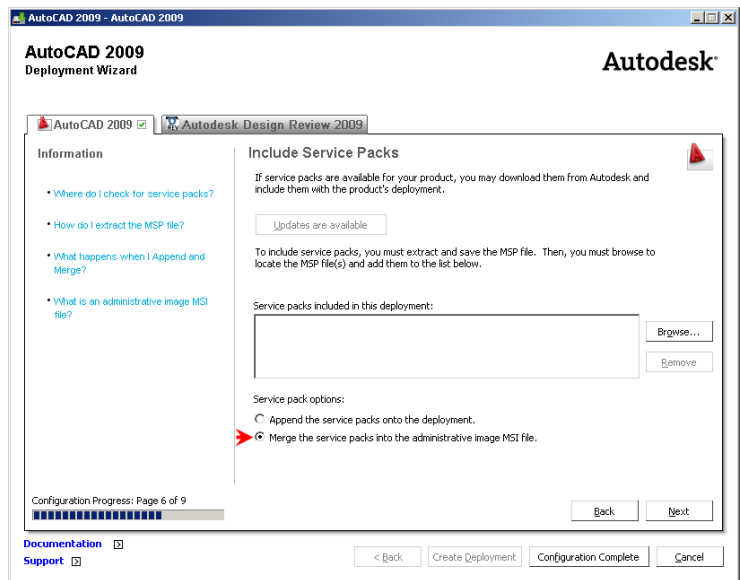 AutoCAD 2009 - AutoCAD 2009
AutoCAD 2009
Deployment Wizard
Autodesk
AutoCAD 2009
Autodesk Design Review 2009
Information
Where do I check for service packs?
How do I extract the MSP file?
What happens when I Append and
Merge?
What is an administrative image MSI
file?
Include Service Packs
If service packs are available for your product, you may download them from Autodesk and
include them with the product's deployment.
Updates are available
To include service packs, you must extract and save the MSP file. Then, you must browse to
locate the MSP file(s) and add them to the list below.
Service packs included in this deployment:
Browse...
Remove
Service pack options:
Append the service packs onto the deployment.
Merge the service packs into the administrative image MSI file.
Configuration Progress: Page 6 of 9
Back
Next
Documentation
Support
< Back
Create Deployment
Configuration Complete
Cancel